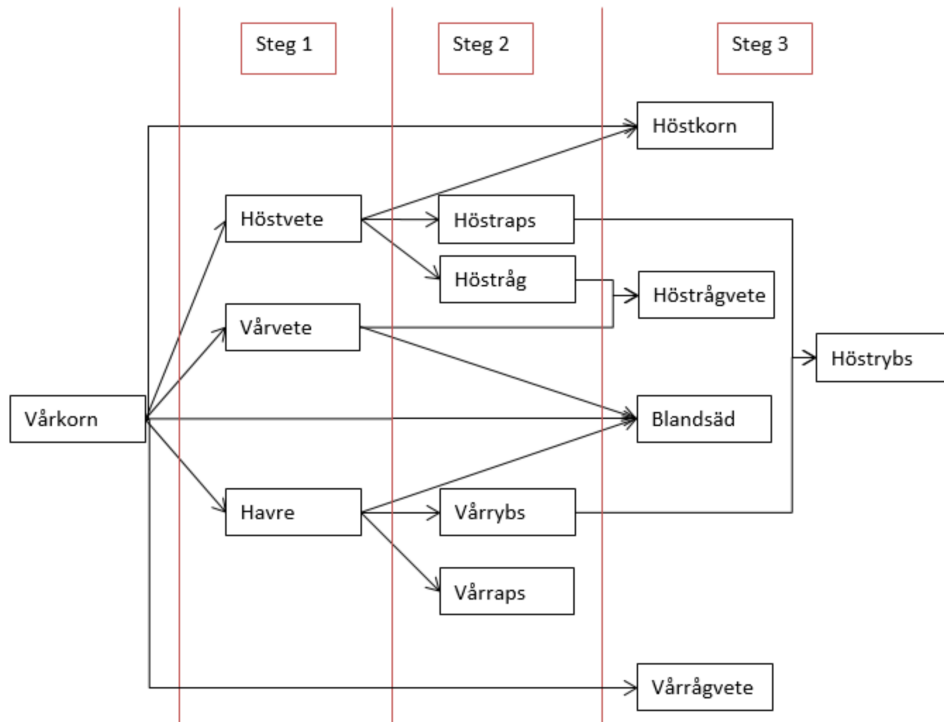 Steg 1
Steg 2
Steg 3
Höstkorn
Höstvete
Höstraps
Höstråg
Höstrågvete
Vårvete
Höstrybs
Vårkorn
Blandsäd
Havre
Vårrybs
Vårraps
Vårrågvete